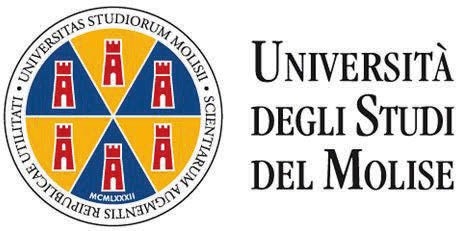 · UNIVERSITAS STUDIORUM MOLISII · SCIENTIARUM AUGMENTIS REIPUBLICAE UTILITATI
MCMLXXXII
UNIVERSITÀ
DEGLI STUDI
DEL MOLISE